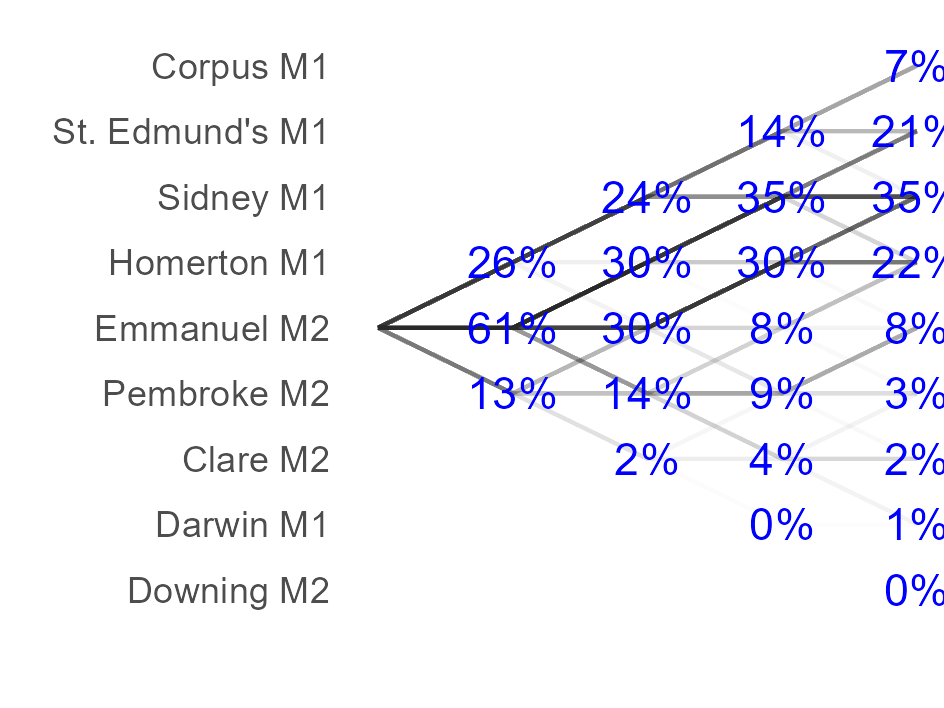 Corpus M1 7%
St. Edmund's M1 14% 21%
Sidney M1 24% 35% 35%
Homerton M1 26% 30% 30% 22%
Emmanuel M2 61% 30% 8% 8%
Pembroke M2 13% 14% 9% 3%
Clare M2 2% 4% 2%
Darwin M1 0% 1%
Downing M2 0%